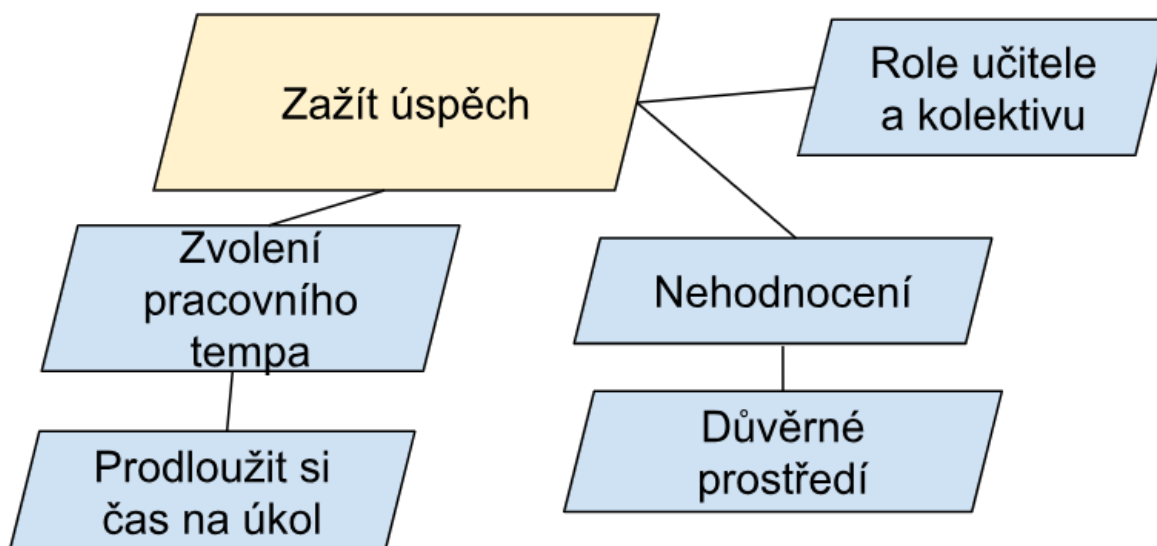 Zažít úspěch
Role učitele
a kolektivu
Zvolení
pracovního
tempa
Nehodnocení
Prodloužit si
čas na úkol
Důvěrné
prostředí